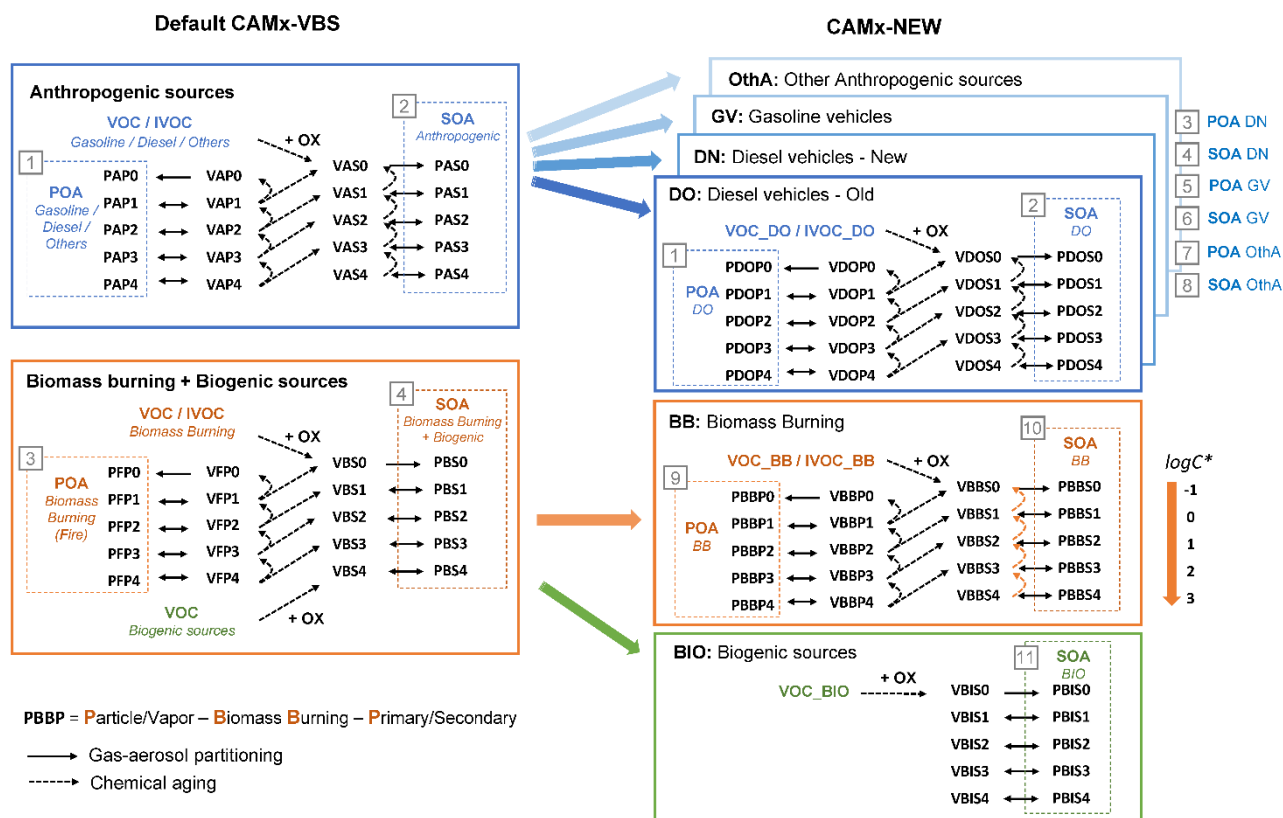 Default CAMx-VBS
Anthropogenic sources
VOC / IVOC
Gasoline / Diesel / Others
+ OX
2
SOA
Anthropogenic
1
POA
Gasoline /
Diesel /
Others
PAP0 VAP0
PAP1 VAP1
PAP2 VAP2
PAP3 VAP3
PAP4 VAP4
VAS0 PAS0
VAS1 PAS1
VAS2 PAS2
VAS3 PAS3
VAS4 PAS4
Biomass burning + Biogenic sources
VOC / IVOC
Biomass Burning
+ OX
4
SOA
Biomass Burning
+ Biogenic
3
POA
Biomass
Burning
(Fire)
PFP0 VFP0
PFP1 VFP1
PFP2 VFP2
PFP3 VFP3
PFP4 VFP4
VBS0 PBS0
VBS1 PBS1
VBS2 PBS2
VBS3 PBS3
VBS4 PBS4
VOC
Biogenic sources
+ OX
PBBP = Particle/Vapor – Biomass Burning – Primary/Secondary
Gas-aerosol partitioning
Chemical aging
CAMx-NEW
OthA: Other Anthropogenic sources
GV: Gasoline vehicles
DN: Diesel vehicles - New
DO: Diesel vehicles - Old
VOC_DO / IVOC_DO
+ OX
2
SOA
DO
1
POA
DO
PDOP0 VDOP0
PDOP1 VDOP1
PDOP2 VDOP2
PDOP3 VDOP3
PDOP4 VDOP4
VDOS0 PDOS0
VDOS1 PDOS1
VDOS2 PDOS2
VDOS3 PDOS3
VDOS4 PDOS4
3 POA DN
4 SOA DN
5 POA GV
6 SOA GV
7 POA OthA
8 SOA OthA
BB: Biomass Burning
VOC_BB / IVOC_BB
+ OX
10
SOA
BB
9
POA
BB
PBBP0 VBBP0
PBBP1 VBBP1
PBBP2 VBBP2
PBBP3 VBBP3
PBBP4 VBBP4
VBBS0 PBBS0
VBBS1 PBBS1
VBBS2 PBBS2
VBBS3 PBBS3
VBBS4 PBBS4
logC*
-1
0
1
2
3
BIO: Biogenic sources
VOC_BIO
+ OX
11
SOA
BIO
VBIS0 PBIS0
VBIS1 PBIS1
VBIS2 PBIS2
VBIS3 PBIS3
VBIS4 PBIS4